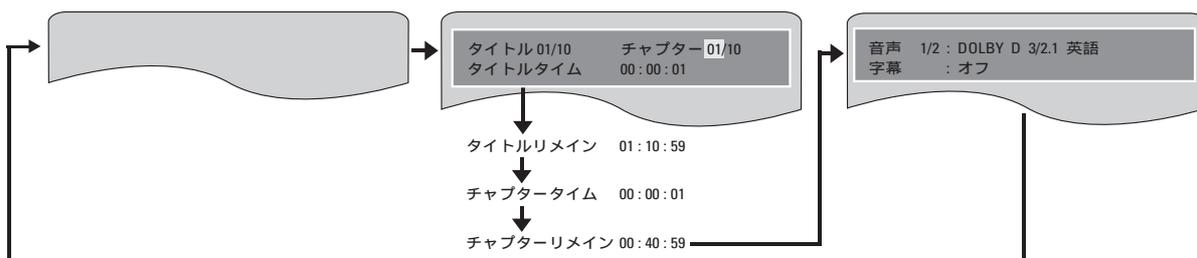 タイトル 01/10 チャプター 01/10
タイトルタイム 00:00:01
タイトルリメイン 01:10:59
チャプタータイム 00:00:01
チャプターリメイン 00:40:59
音声 1/2 : DOLBY D 3/2.1 英語
字幕 : オフ